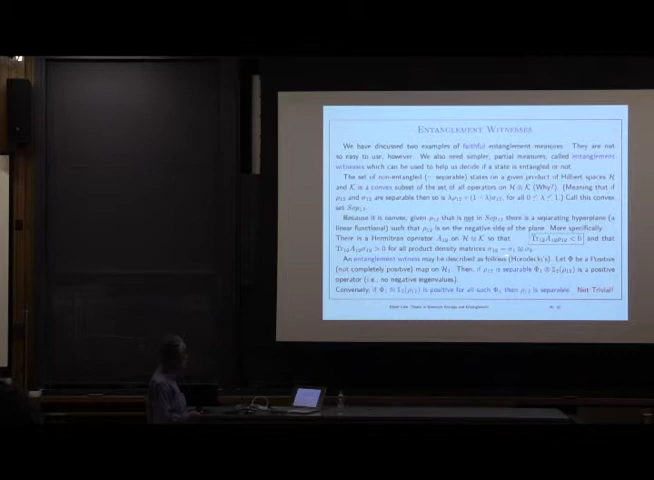 ENTANGLEMENT WITNESSES
We have discussed two examples of faithful entanglement measures. They are not
so easy to use, however. We also need simpler, partial measures, called entanglement
witnesses which can be used to help us decide if a state is entangled or not.
The set of non-entangled (= separable) states on a given product of Hilbert spaces H
and K is a convex subset of the set of all operators on H ⊗ K (Why?). (Meaning that if
ρ₁₂ and σ₁₂ are separable then so is λρ₁₂ + (1 − λ)σ₁₂, for all 0 ≤ λ ≤ 1.) Call this convex
set Sep₁₂.
Because it is convex, given ρ₁₂ that is not in Sep₁₂ there is a separating hyperplane (a
linear functional) such that ρ₁₂ is on the negative side of the plane. More specifically:
There is a Hermitian operator A₁₂ on H ⊗ K so that Tr₁₂A₁₂ρ₁₂ < 0 and that
for all product density matrices
An entanglement witness may be described as follows (Horodecki's). Let Φ be a Positive
(not completely positive) map on H₁. Then, if ρ₁₂ is separable Φ₁ ⊗ 𝕀₂(ρ₁₂) is a positive
operator (i.e., no negative eigenvalues).
Conversely, if Φ₁ ⊗ 𝕀₂(ρ₁₂) is positive for all such Φ₁ then ρ₁₂ is separable. Not Trivial!